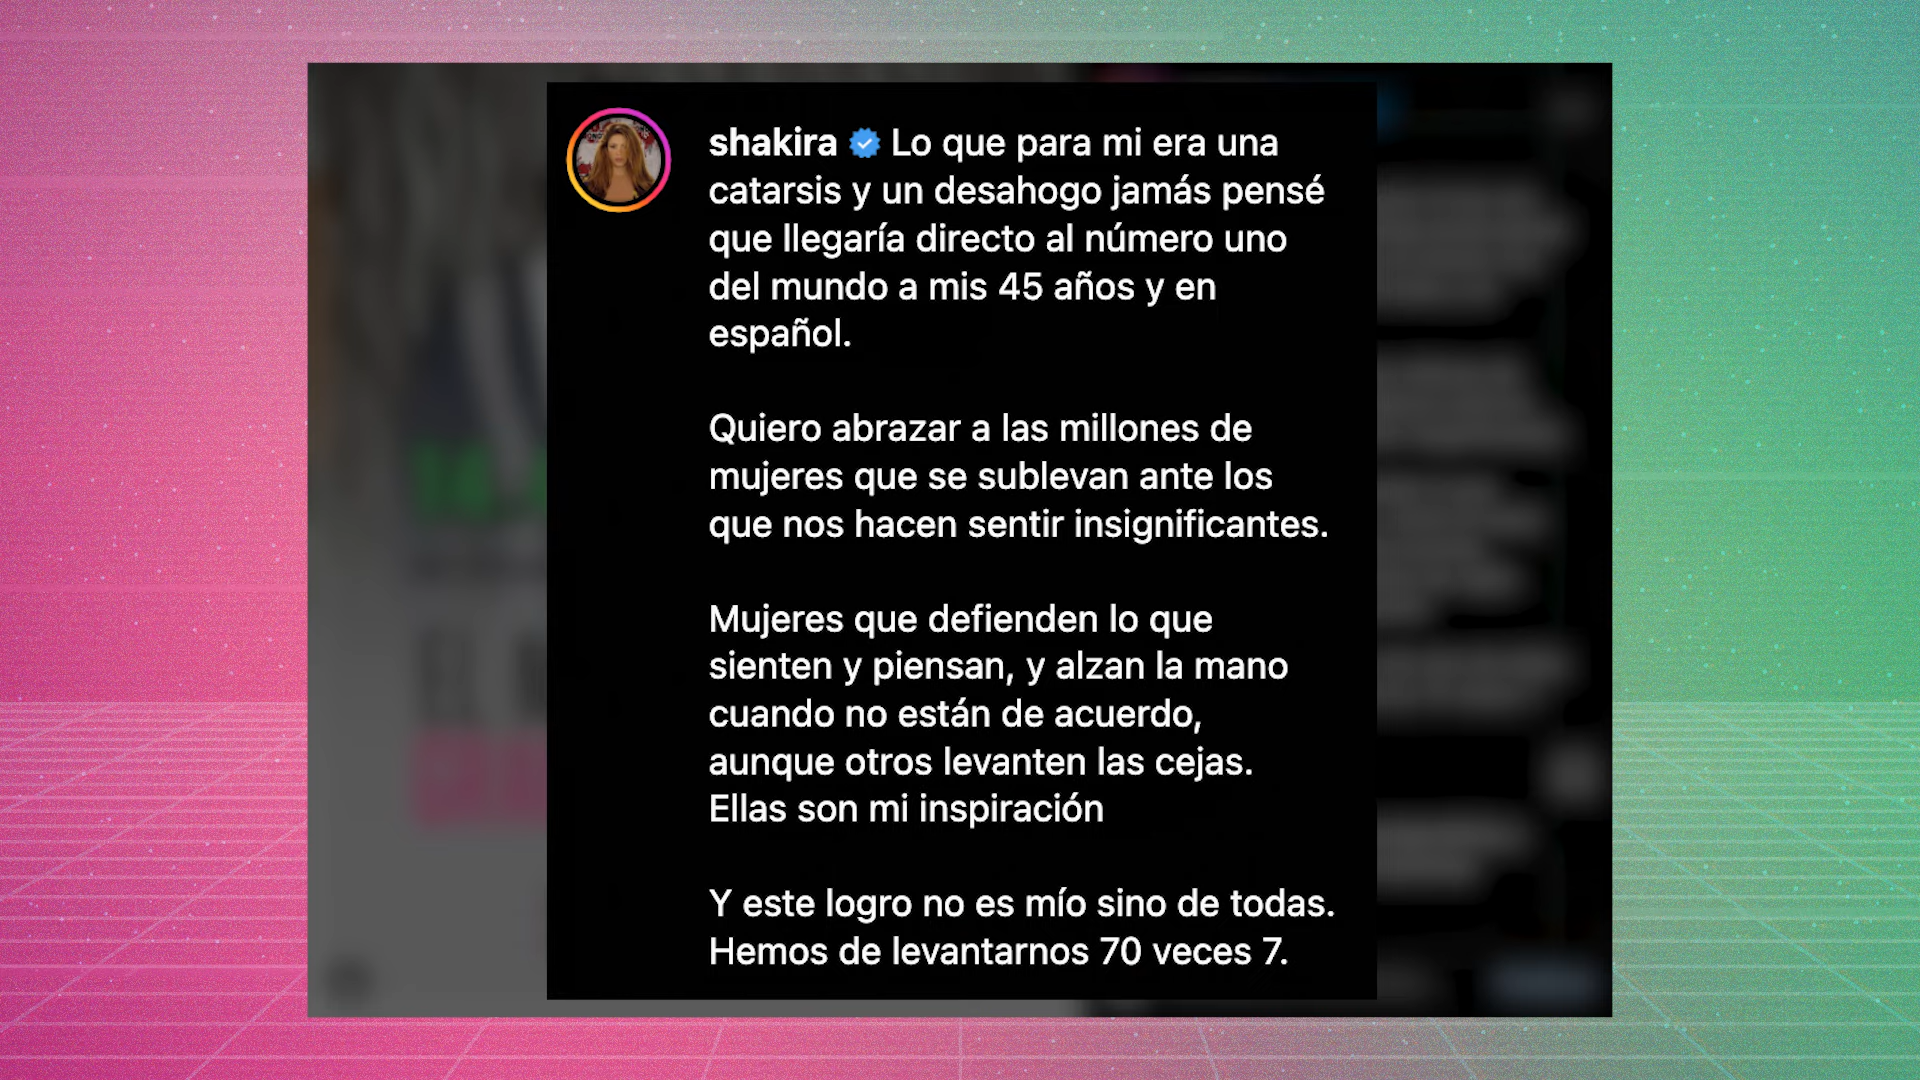 shakira Lo que para mi era una
catarsis y un desahogo jamás pensé
que llegaría directo al número uno
del mundo a mis 45 años y en
español.
Quiero abrazar a las millones de
mujeres que se sublevan ante los
que nos hacen sentir insignificantes.
Mujeres que defienden lo que
sienten y piensan, y alzan la mano
cuando no están de acuerdo,
aunque otros levanten las cejas.
Ellas son mi inspiración
Y este logro no es mío sino de todas.
Hemos de levantarnos 70 veces 7.